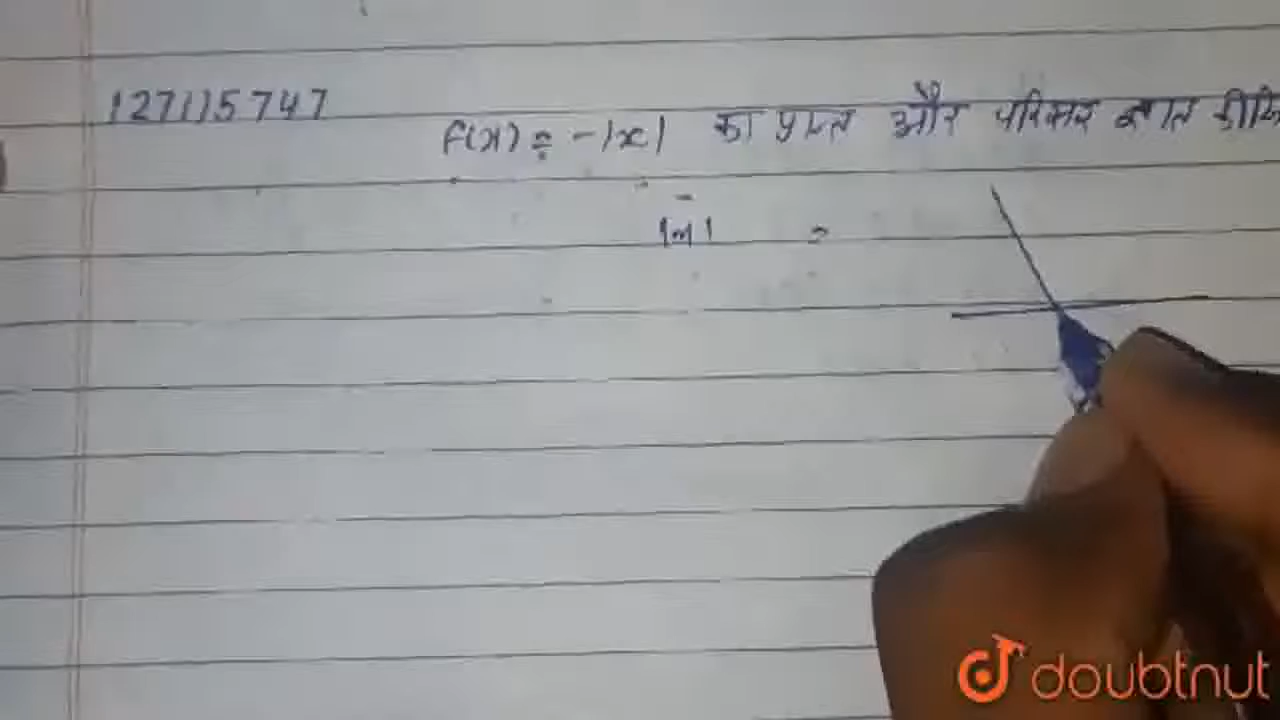 127115747
f(x) = -|x| का प्रान्त और परिसर ज्ञात कीजि
|x| =
doubtnut